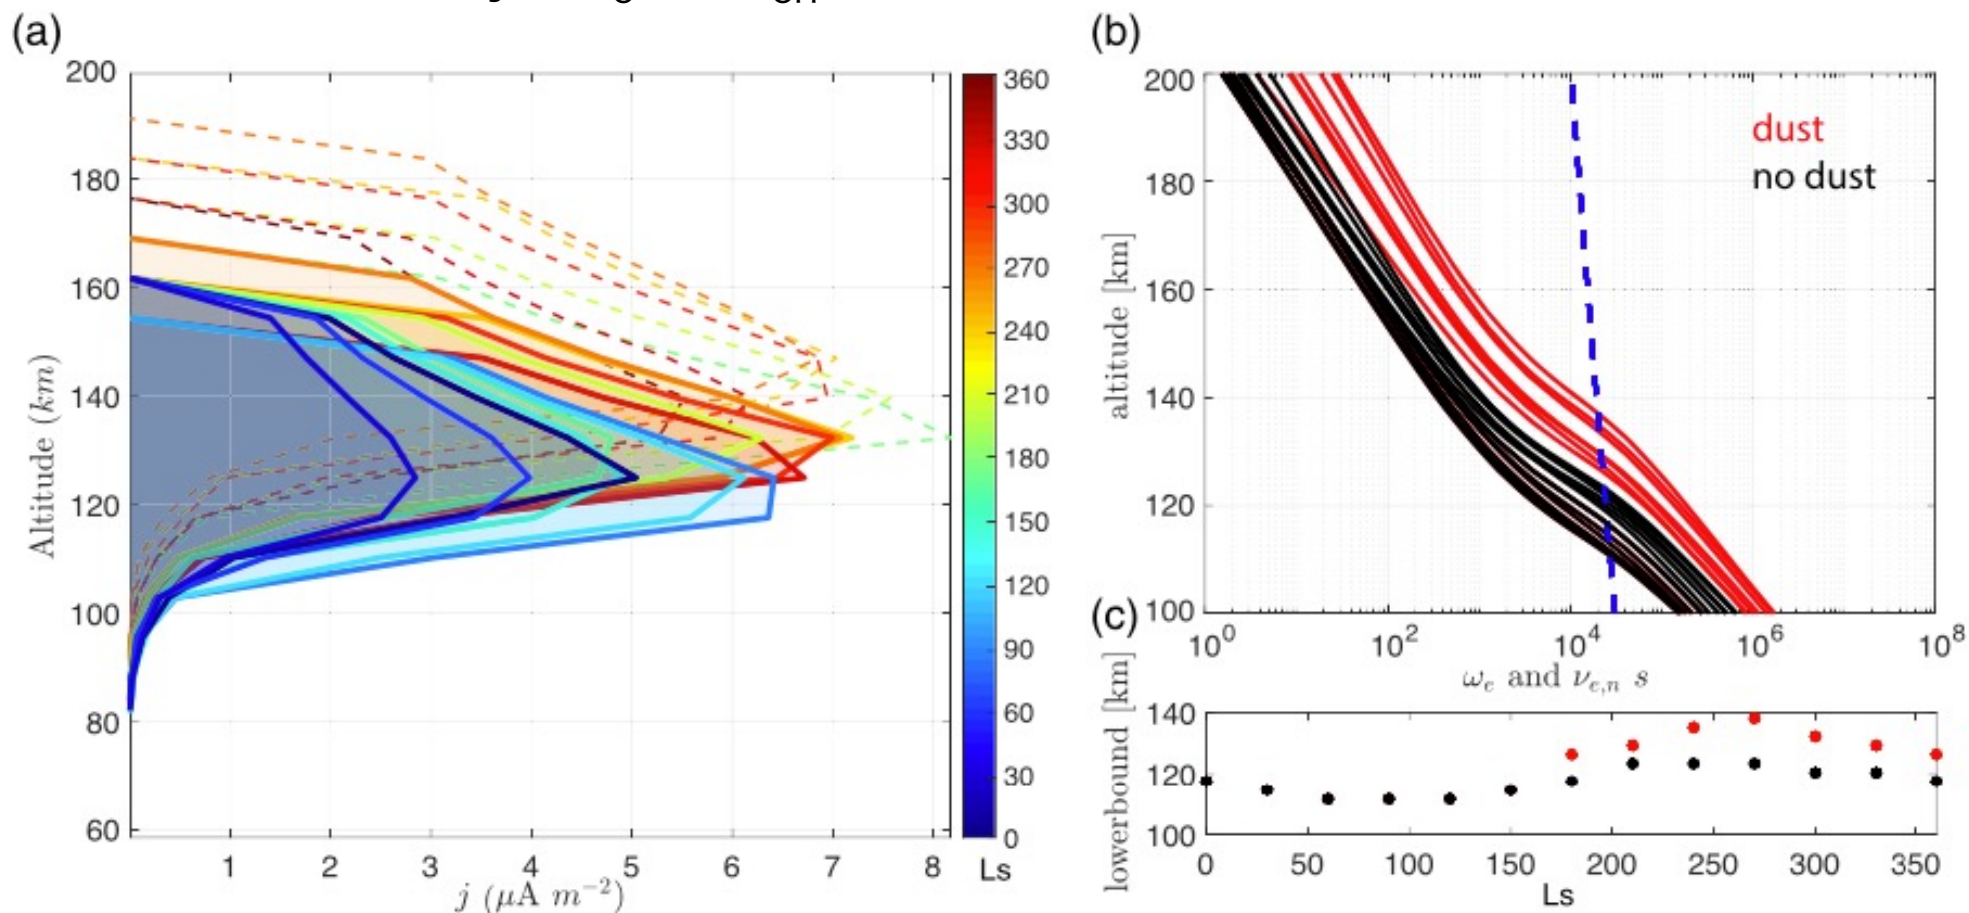 (a)
200
180
160
140
120
100
80
60
Altitude (km)
1 2 3 4 5 6 7 8
j (μA m⁻²)
360
330
300
270
240
210
180
150
120
90
60
30
0
Ls
(b)
200
180
160
140
120
100
altitude [km]
dust
no dust
10⁰ 10² 10⁴ 10⁶ 10⁸
ωₑ and νₑ,ₙ s
(c)
140
120
100
lowerbound [km]
0 50 100 150 200 250 300 350
Ls